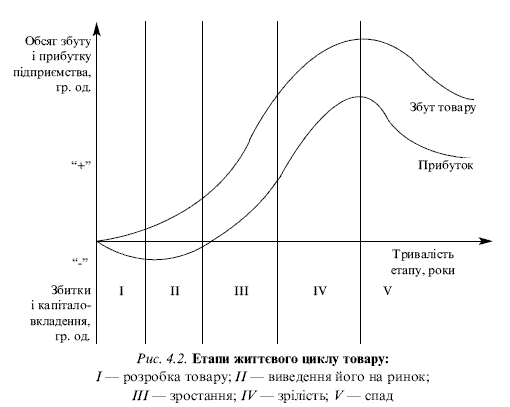 Обсяг збуту
і прибутку
підприємства,
гр. од.
Збут товару
“+”
Прибуток
“-”
Тривалість
етапу, роки
Збитки
і капітало-
вкладення,
гр. од.
I II III IV V
Рис. 4.2. Етапи життєвого циклу товару:
I — розробка товару; II — виведення його на ринок;
III — зростання; IV — зрілість; V — спад